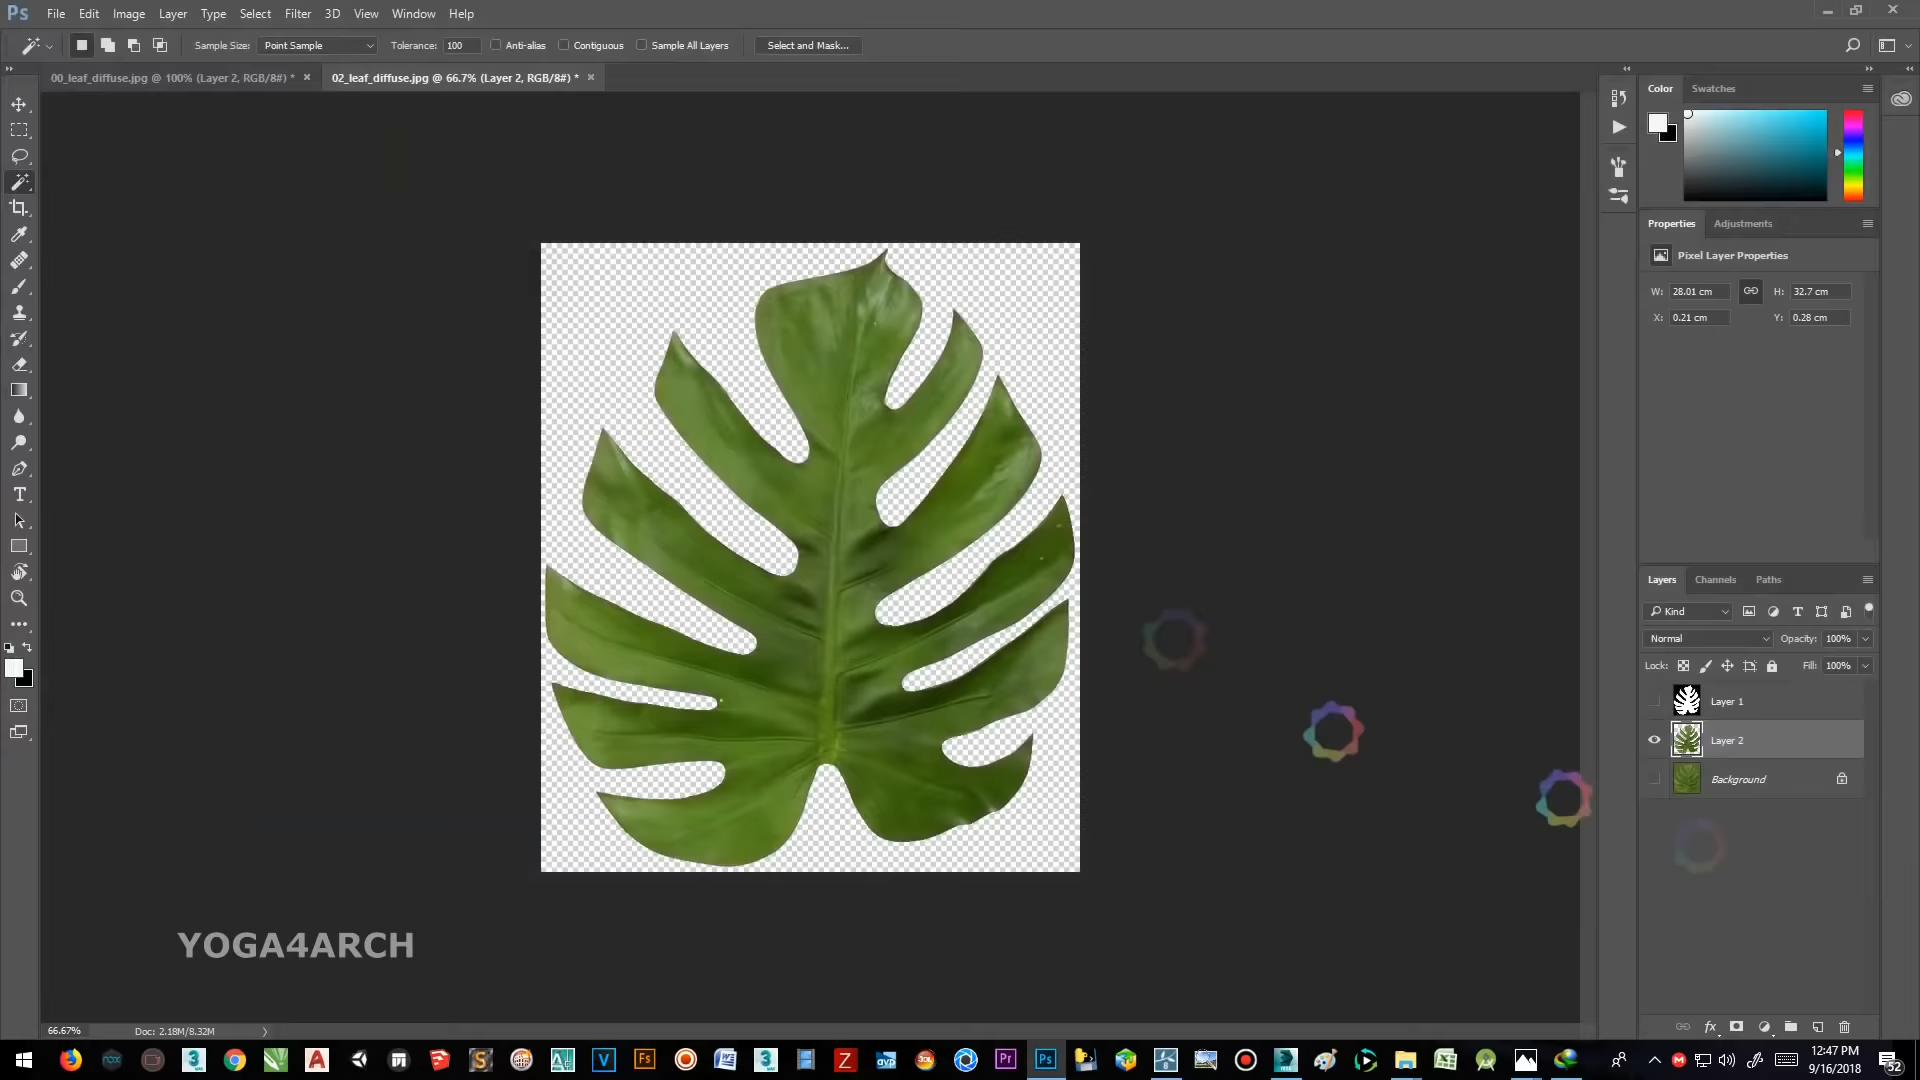 Ps File Edit Image Layer Type Select Filter 3D View Window Help
Sample Size: Point Sample Tolerance: 100 Anti-alias Contiguous Sample All Layers Select and Mask...
00_leaf_diffuse.jpg @ 100% (Layer 2, RGB/8#) * × 02_leaf_diffuse.jpg @ 66.7% (Layer 2, RGB/8#) * ×
Color Swatches
Properties Adjustments
Pixel Layer Properties
W: 28.01 cm H: 32.7 cm
X: 0.21 cm Y: 0.28 cm
Layers Channels Paths
Kind
Normal Opacity: 100%
Lock: Fill: 100%
Layer 1
Layer 2
Background
YOGA4ARCH
66.67% Doc: 2.18M/8.32M
12:47 PM
9/16/2018
52